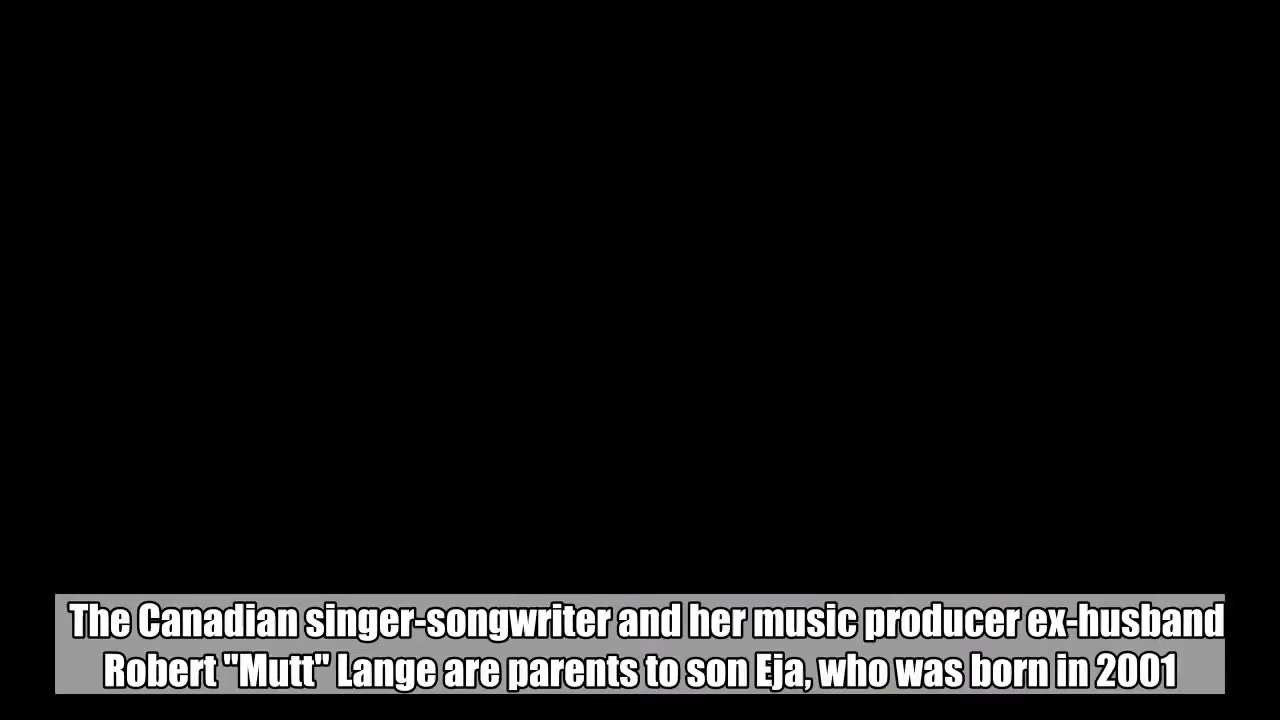 The Canadian singer-songwriter and her music producer ex-husband
Robert "Mutt" Lange are parents to son Eja, who was born in 2001